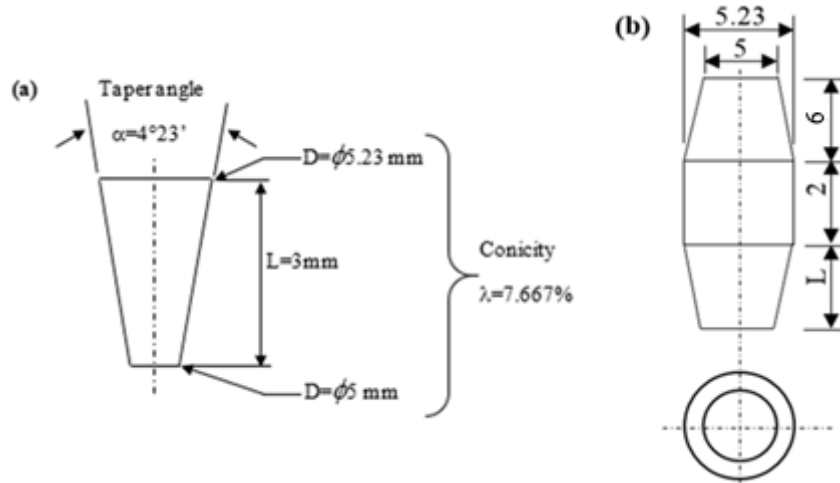 (a)
Taper angle
α=4°23’
D=ϕ5.23 mm
L=3mm
Conicity
λ=7.667%
D=ϕ5 mm
(b)
5.23
5
6
2
L